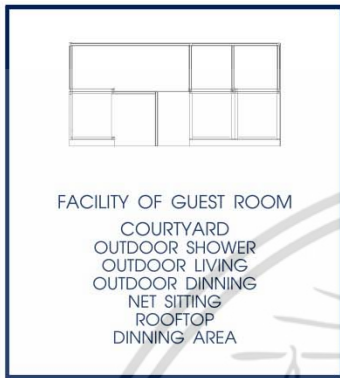 FACILITY OF GUEST ROOM
COURTYARD
OUTDOOR SHOWER
OUTDOOR LIVING
OUTDOOR DINNING
NET SITTING
ROOFTOP
DINNING AREA